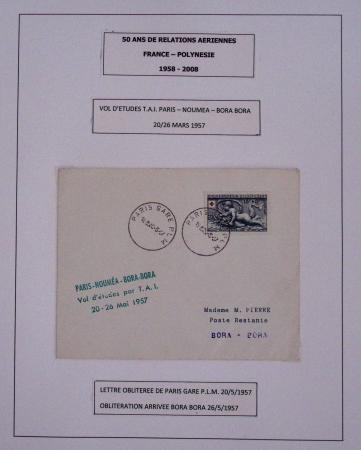 50 ANS DE RELATIONS AERIENNES
FRANCE – POLYNESIE
1958 - 2008
VOL D'ETUDES T.A.I. PARIS – NOUMEA – BORA BORA
20/26 MARS 1957
PARIS GARE P.L.M
PARIS-NOUMÉA-BORA-BORA
Vol d'études par T.A.I.
20-26 Mai 1957
Madame M. PIERRE
Poste Restante
BORA - BORA
LETTRE OBLITEREE DE PARIS GARE P.L.M. 20/5/1957
OBLITERATION ARRIVEE BORA BORA 26/5/1957